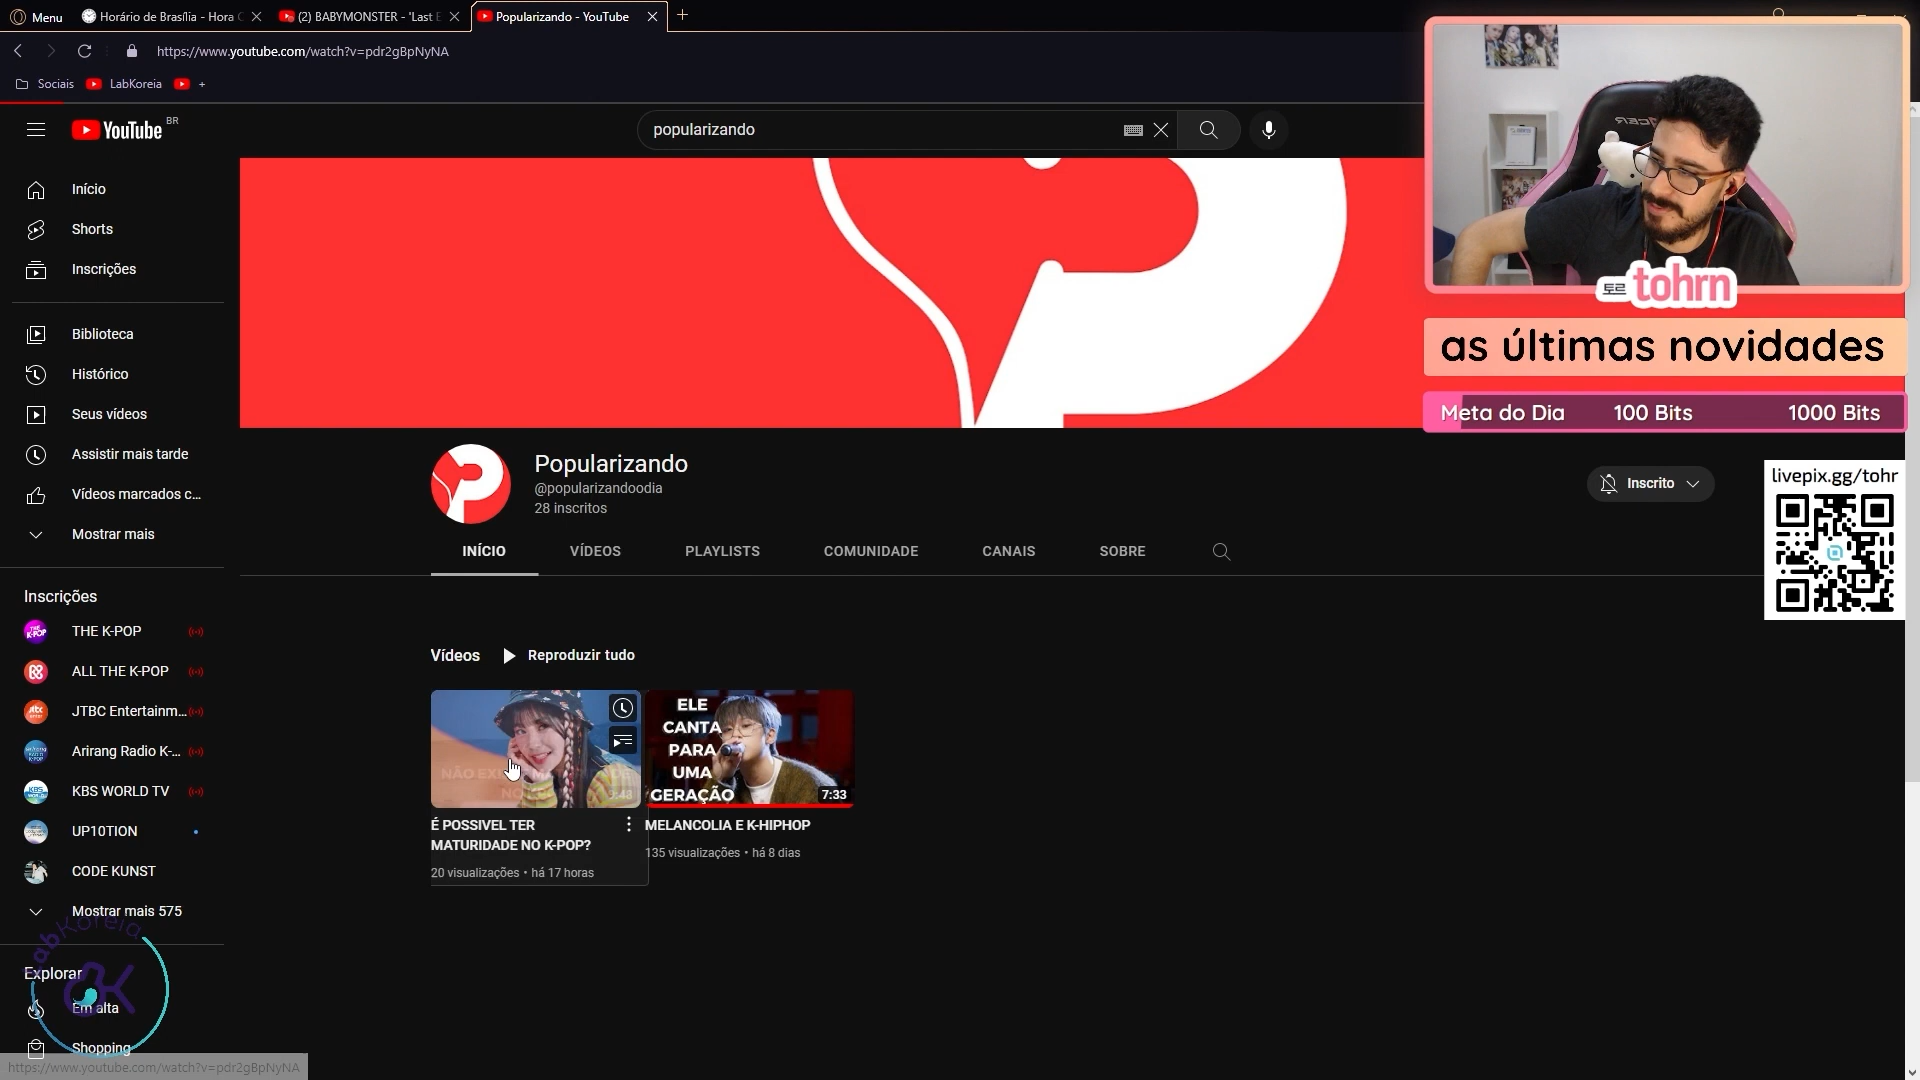 Menu
Horário de Brasília - Hora
(2) BABYMONSTER - 'Last E
Popularizando - YouTube
https://www.youtube.com/watch?v=pdr2gBpNyNA
Sociais
LabKoreia
+
YouTube BR
popularizando
Início
Shorts
Inscrições
Biblioteca
Histórico
Seus vídeos
Assistir mais tarde
Vídeos marcados c...
Mostrar mais
Inscrições
THE K-POP
ALL THE K-POP
JTBC Entertainm...
Arirang Radio K-...
KBS WORLD TV
UP10TION
CODE KUNST
Mostrar mais 575
Explorar
Em alta
Shopping
https://www.youtube.com/watch?v=pdr2gBpNyNA
LabKoreia
Popularizando
@popularizandoodia
28 inscritos
Inscrito
INÍCIO
VÍDEOS
PLAYLISTS
COMUNIDADE
CANAIS
SOBRE
Vídeos
Reproduzir tudo
É POSSIVEL TER
MATURIDADE NO K-POP?
20 visualizações • há 17 horas
ELE
CANTA
PARA
UMA
GERAÇÃO
7:33
MELANCOLIA E K-HIPHOP
135 visualizações • há 8 dias
토르 tohrn
as últimas novidades
Meta do Dia 100 Bits 1000 Bits
livepix.gg/tohr